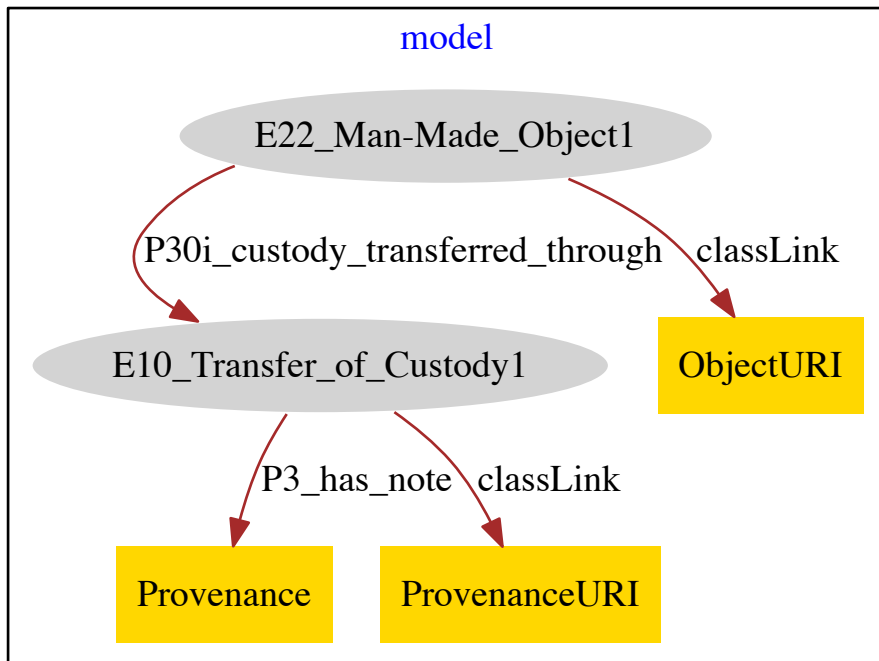 model
E22_Man-Made_Object1
P30i_custody_transferred_through
classLink
E10_Transfer_of_Custody1
ObjectURI
P3_has_note
classLink
Provenance
ProvenanceURI